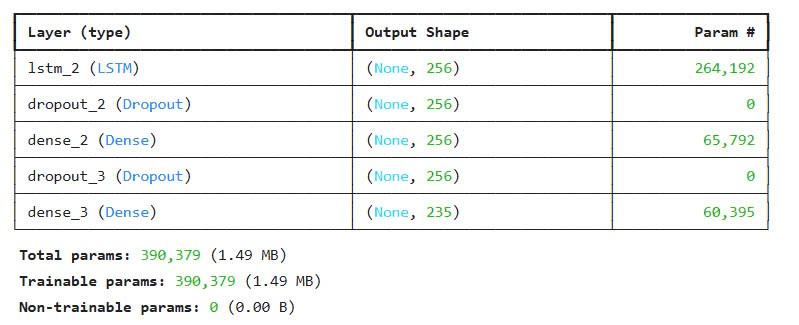 Layer (type) Output Shape Param #
lstm_2 (LSTM) (None, 256) 264,192
dropout_2 (Dropout) (None, 256) 0
dense_2 (Dense) (None, 256) 65,792
dropout_3 (Dropout) (None, 256) 0
dense_3 (Dense) (None, 235) 60,395
Total params: 390,379 (1.49 MB)
Trainable params: 390,379 (1.49 MB)
Non-trainable params: 0 (0.00 B)